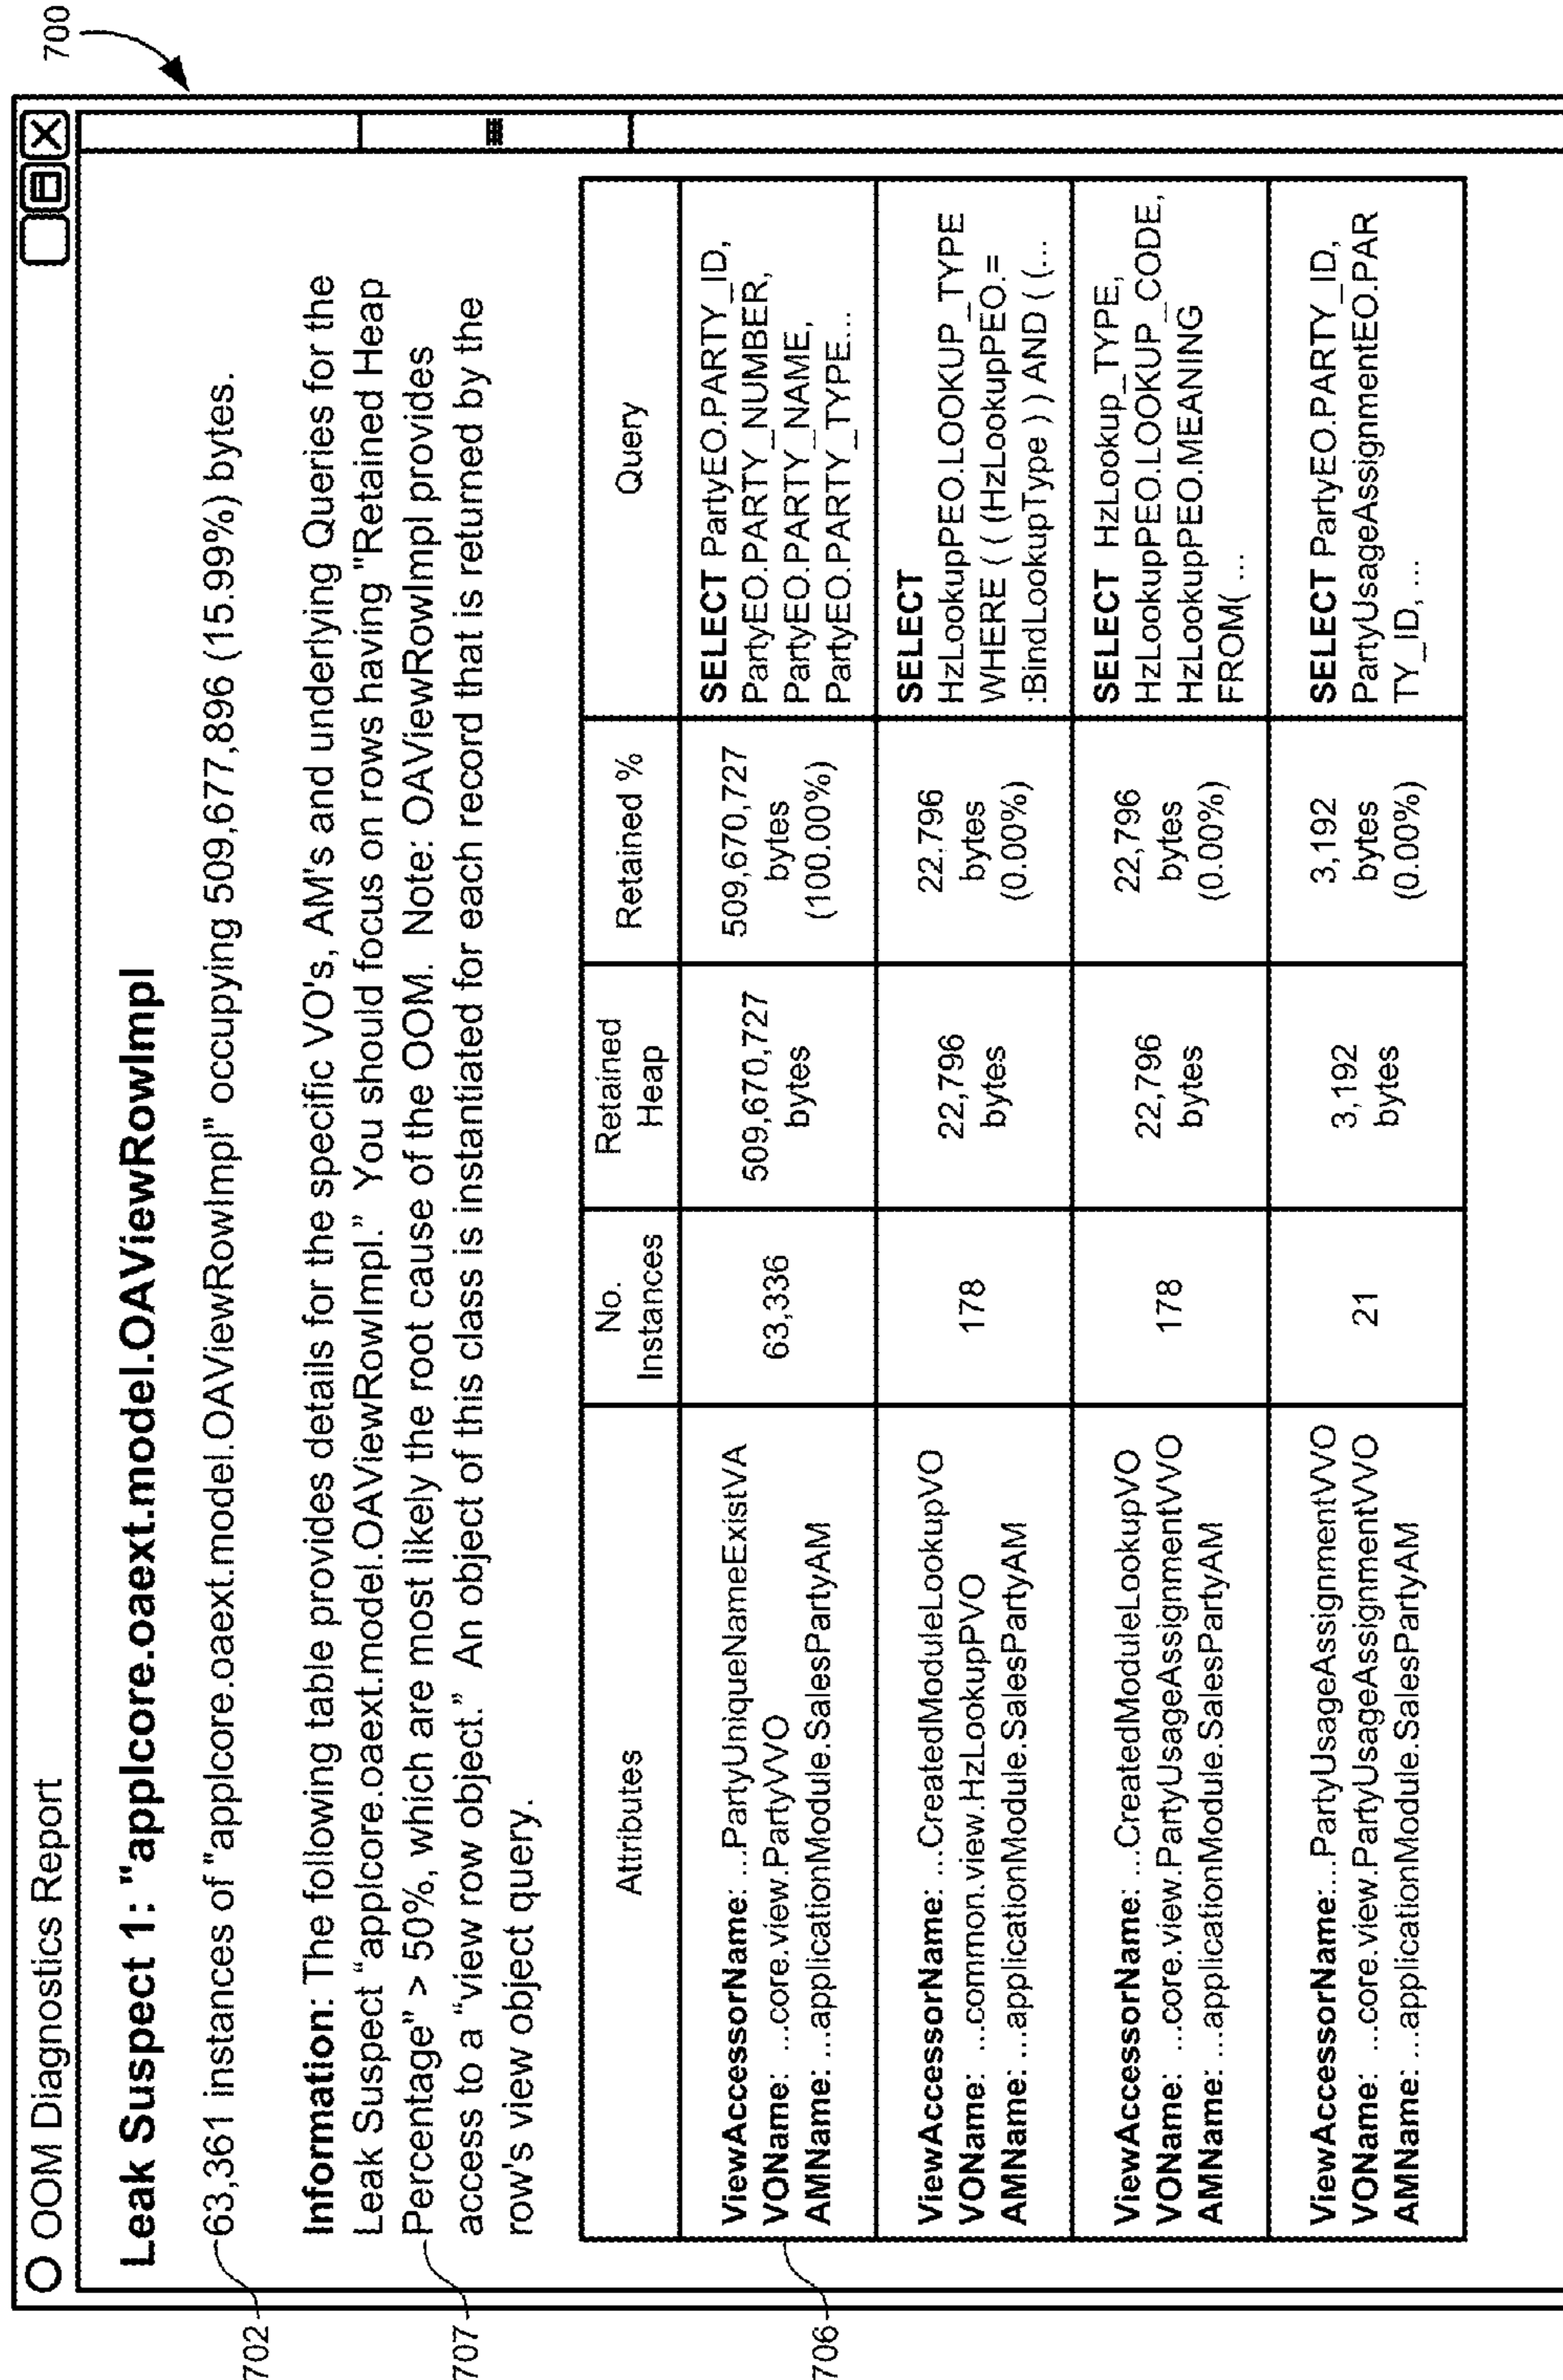 700
OOM Diagnostics Report
Leak Suspect 1: "applcore.oaext.model.OAViewRowImpl
702
63,361 instances of "applcore.oaext.model.OAViewRowImpl" occupying 509,677,896 (15.99%) bytes.
Information: The following table provides details for the specific VO's, AM's and underlying Queries for the
Leak Suspect "applcore.oaext.model.OAViewRowImpl." You should focus on rows having "Retained Heap
707
Percentage" > 50%, which are most likely the root cause of the OOM. Note: OAViewRowImpl provides
access to a "view row object." An object of this class is instantiated for each record that is returned by the
row's view object query.
Attributes
No.
Instances
Retained
Heap
Retained %
Query
706
ViewAccessorName: ...PartyUniqueNameExistVA
VOName: ...core.view.PartyVVO
AMName: ...applicationModule.SalesPartyAM
63,336
509,670,727
bytes
509,670,727
bytes
(100.00%)
SELECT PartyEO.PARTY_ID,
PartyEO.PARTY_NUMBER,
PartyEO.PARTY_NAME,
PartyEO.PARTY_TYPE...
ViewAccessorName: ...CreatedModuleLookupVO
VOName: ...common.view.HzLookupPVO
AMName: ...applicationModule.SalesPartyAM
178
22,796
bytes
22,796
bytes
(0.00%)
SELECT
HzLookupPEO.LOOKUP_TYPE
WHERE ( ( ( (HzLookupPEO.=
:BindLookupType ) ) AND ( (...
ViewAccessorName: ...CreatedModuleLookupVO
VOName: ...core.view.PartyUsageAssignmentVVO
AMName: ...applicationModule.SalesPartyAM
178
22,796
bytes
22,796
bytes
(0.00%)
SELECT HzLookup_TYPE,
HzLookupPEO.LOOKUP_CODE,
HzLookupPEO.MEANING
FROM( ...
ViewAccessorName:...PartyUsageAssignmentVVO
VOName: ...core.view.PartyUsageAssignmentVVO
AMName: ...applicationModule.SalesPartyAM
21
3,192
bytes
3,192
bytes
(0.00%)
SELECT PartyEO.PARTY_ID,
PartyUsageAssignmentEO.PAR
TY_ID, ...